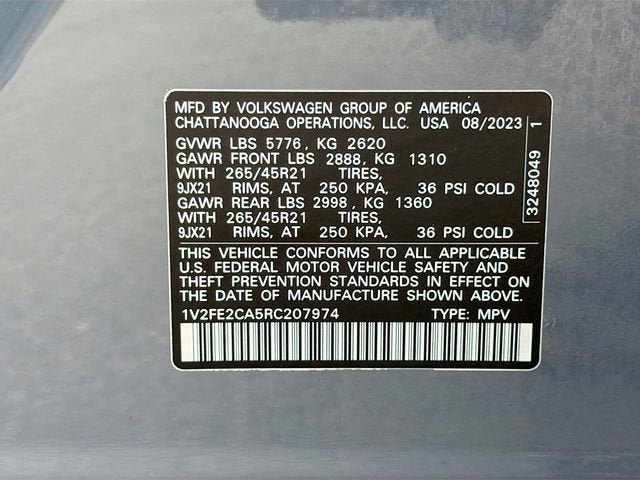 MFD BY VOLKSWAGEN GROUP OF AMERICA
CHATTANOOGA OPERATIONS, LLC. USA 08/2023
GVWR LBS 5776, KG 2620
GAWR FRONT LBS 2888, KG 1310
WITH 265/45R21 TIRES,
9JX21 RIMS, AT 250 KPA, 36 PSI COLD
GAWR REAR LBS 2998, KG 1360
WITH 265/45R21 TIRES,
9JX21 RIMS, AT 250 KPA, 36 PSI COLD
THIS VEHICLE CONFORMS TO ALL APPLICABLE
U.S. FEDERAL MOTOR VEHICLE SAFETY AND
THEFT PREVENTION STANDARDS IN EFFECT ON
THE DATE OF MANUFACTURE SHOWN ABOVE.
1V2FE2CA5RC207974 TYPE: MPV
3248049 1